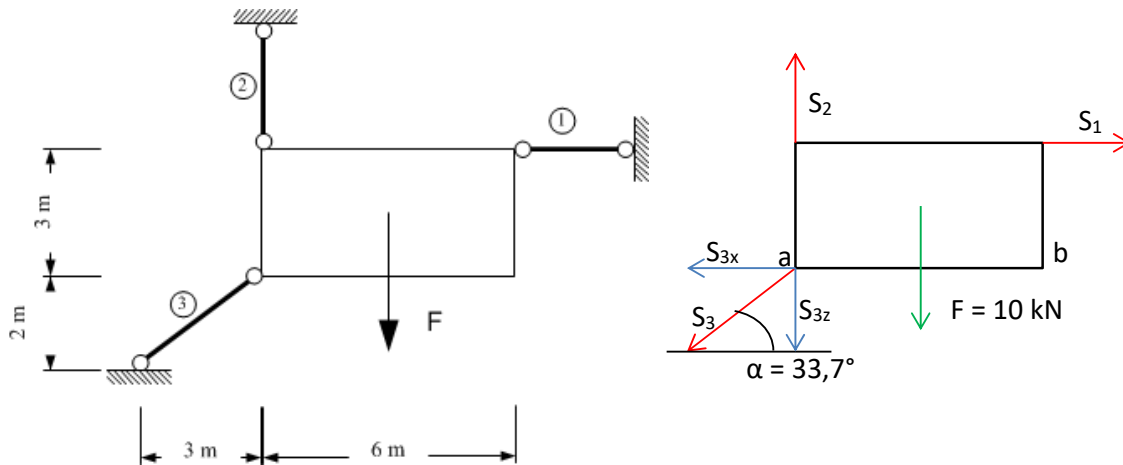 2
1
3 m
2 m
3
F
3 m
6 m
S2
S1
S3x
a
b
S3
S3z
F = 10 kN
α = 33,7°